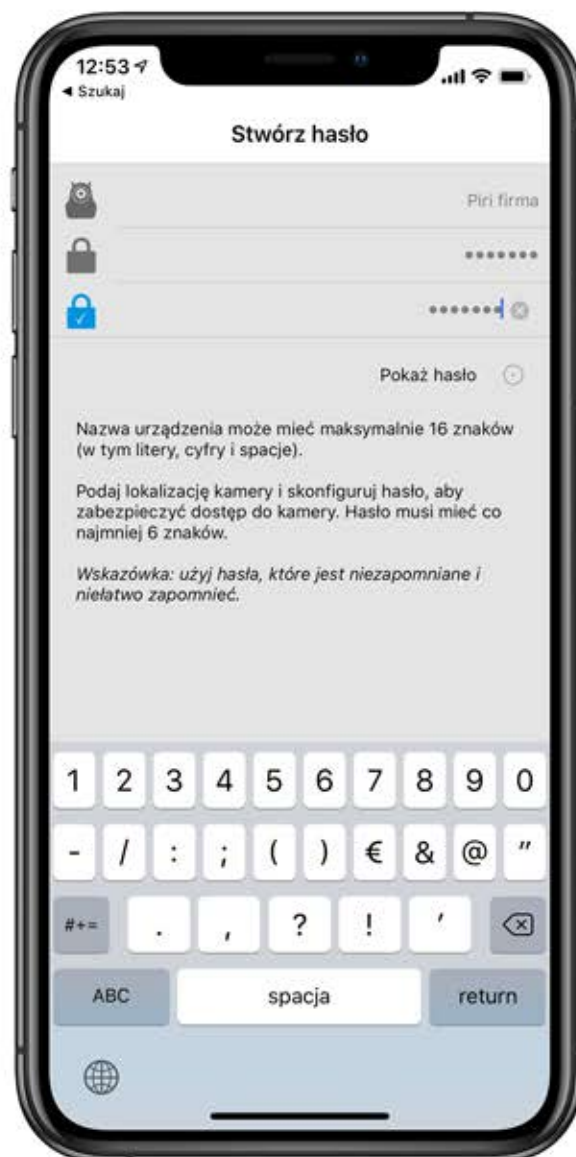 12:53
◀ Szukaj
Stwórz hasło
Piri firma
•••••••
•••••••
Pokaż hasło
Nazwa urządzenia może mieć maksymalnie 16 znaków
(w tym litery, cyfry i spacje).
Podaj lokalizację kamery i skonfiguruj hasło, aby
zabezpieczyć dostęp do kamery. Hasło musi mieć co
najmniej 6 znaków.
Wskazówka: użyj hasła, które jest niezapomniane i
niełatwo zapomnieć.
1 2 3 4 5 6 7 8 9 0
- / : ; ( ) € & @ "
#+= . , ? ! '
ABC spacja return